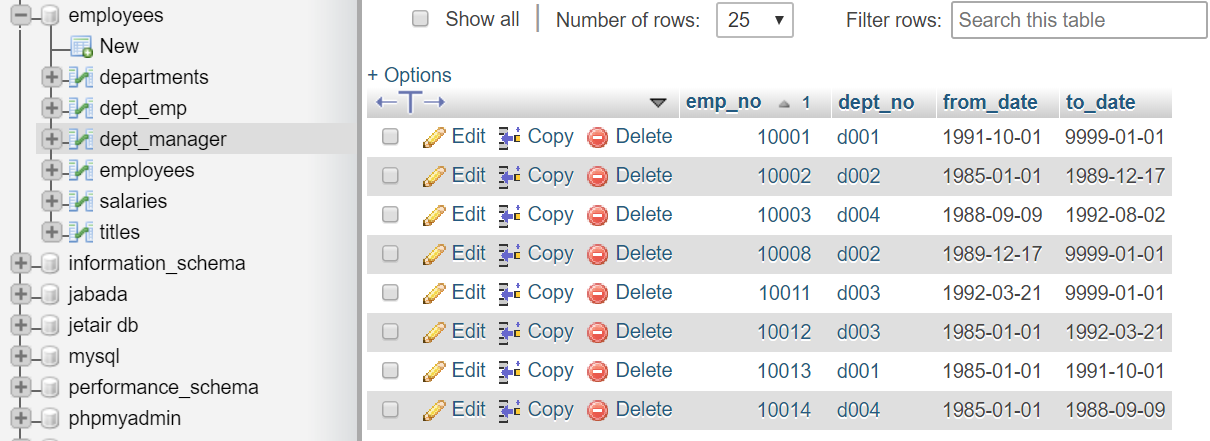 employees
New
departments
dept_emp
dept_manager
employees
salaries
titles
information_schema
jabada
jetair db
mysql
performance_schema
phpmyadmin
Show all | Number of rows: 25 Filter rows: Search this table
+ Options
emp_no 1 dept_no from_date to_date
Edit Copy Delete 10001 d001 1991-10-01 9999-01-01
Edit Copy Delete 10002 d002 1985-01-01 1989-12-17
Edit Copy Delete 10003 d004 1988-09-09 1992-08-02
Edit Copy Delete 10008 d002 1989-12-17 9999-01-01
Edit Copy Delete 10011 d003 1992-03-21 9999-01-01
Edit Copy Delete 10012 d003 1985-01-01 1992-03-21
Edit Copy Delete 10013 d001 1985-01-01 1991-10-01
Edit Copy Delete 10014 d004 1985-01-01 1988-09-09